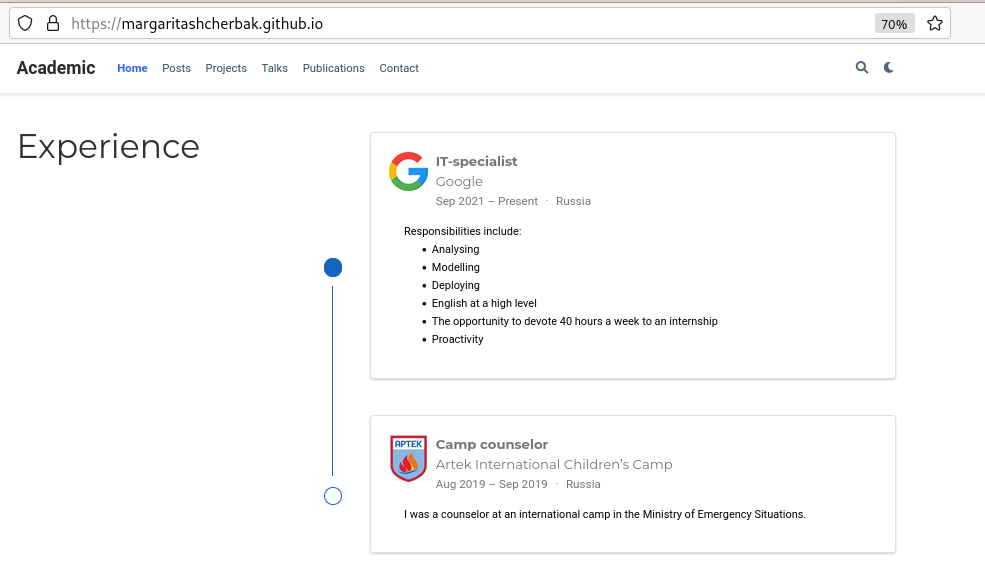 https://margaritashcherbak.github.io 70%
Academic Home Posts Projects Talks Publications Contact
Experience
IT-specialist
Google
Sep 2021 – Present · Russia
Responsibilities include:
• Analysing
• Modelling
• Deploying
• English at a high level
• The opportunity to devote 40 hours a week to an internship
• Proactivity
АРТЕК
Camp counselor
Artek International Children's Camp
Aug 2019 – Sep 2019 · Russia
I was a counselor at an international camp in the Ministry of Emergency Situations.